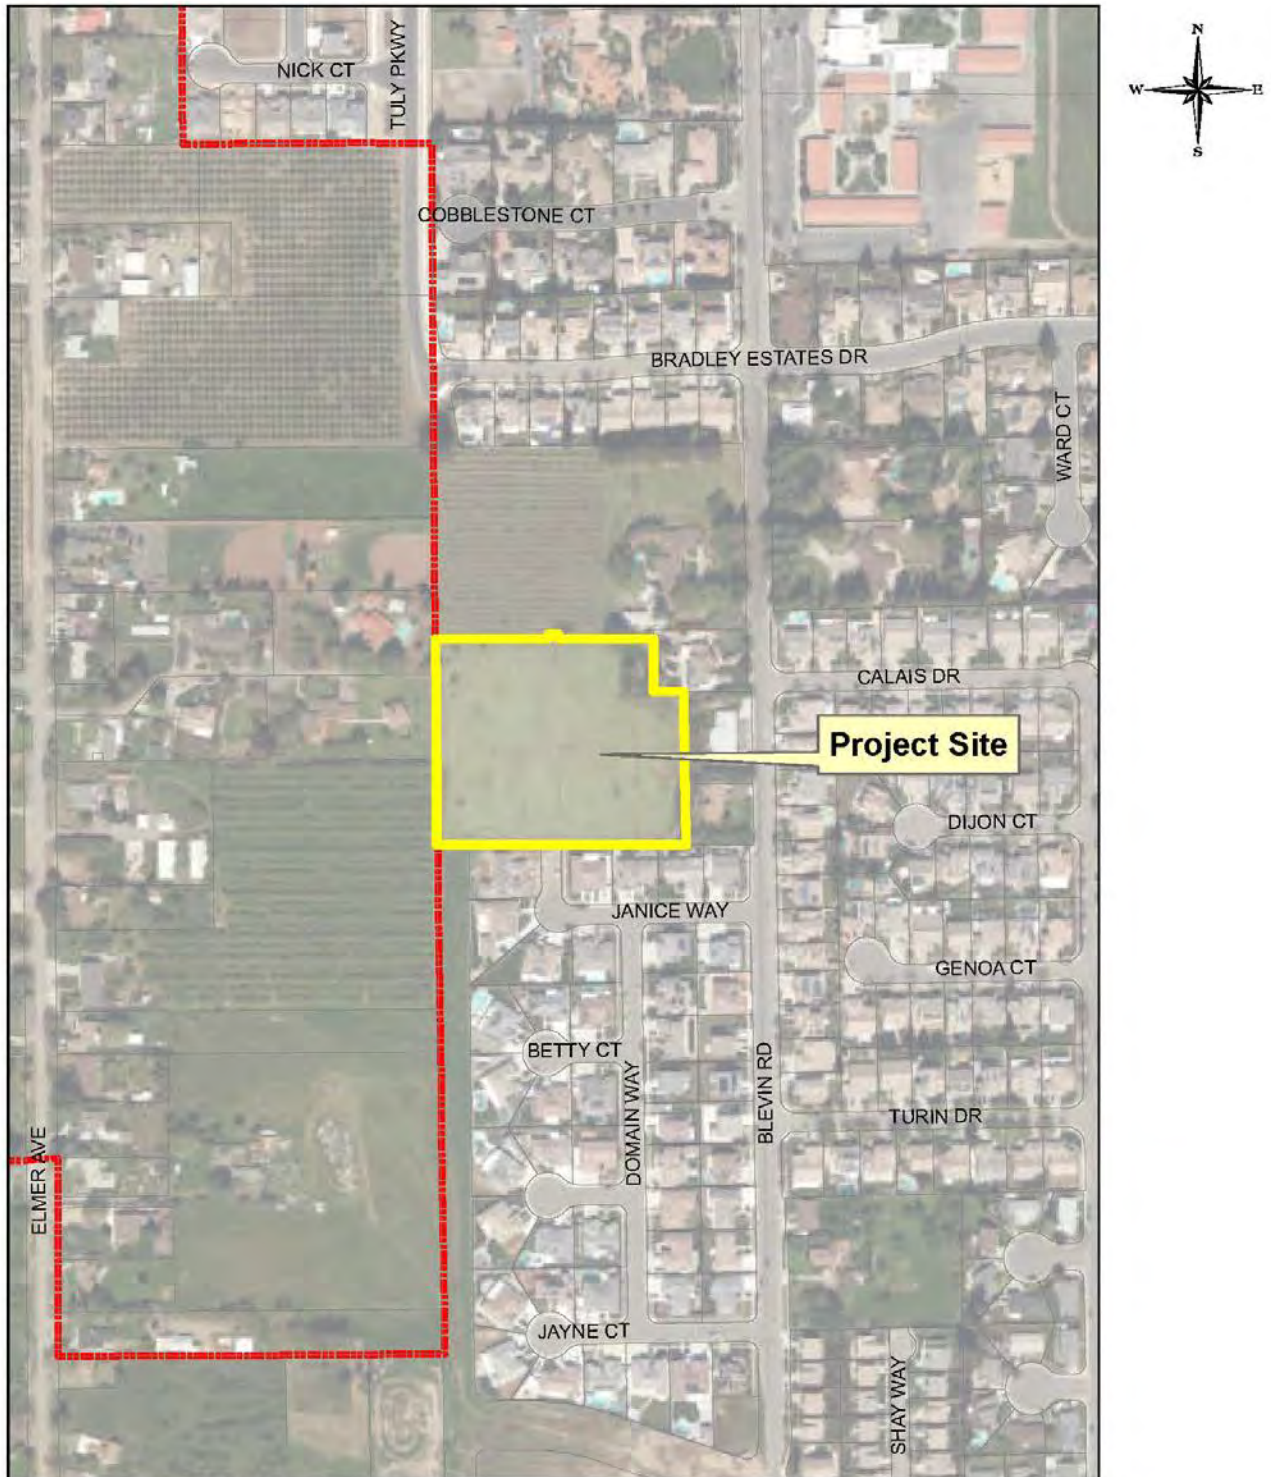 N
W E
S
NICK CT
TULY PKWY
COBBLESTONE CT
BRADLEY ESTATES DR
WARD CT
CALAIS DR
Project Site
DIJON CT
JANICE WAY
GENOA CT
BETTY CT
DOMAIN WAY
BLEVIN RD
TURIN DR
ELMER AVE
JAYNE CT
SHAY WAY